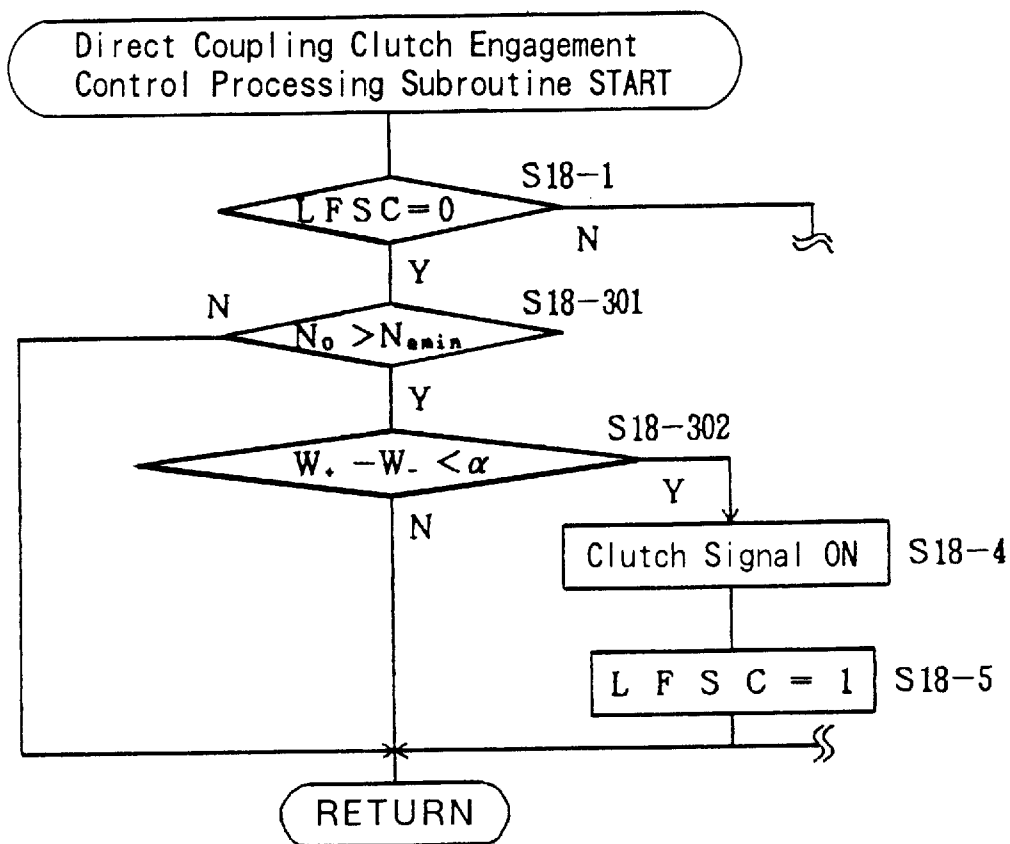 Direct Coupling Clutch Engagement
Control Processing Subroutine START
S18-1
LFSC=0
N
Y
N
S18-301
N₀ >Nemin
Y
S18-302
W₊ -W₋ <α
Y
N
Clutch Signal ON
S18-4
L F S C = 1
S18-5
RETURN